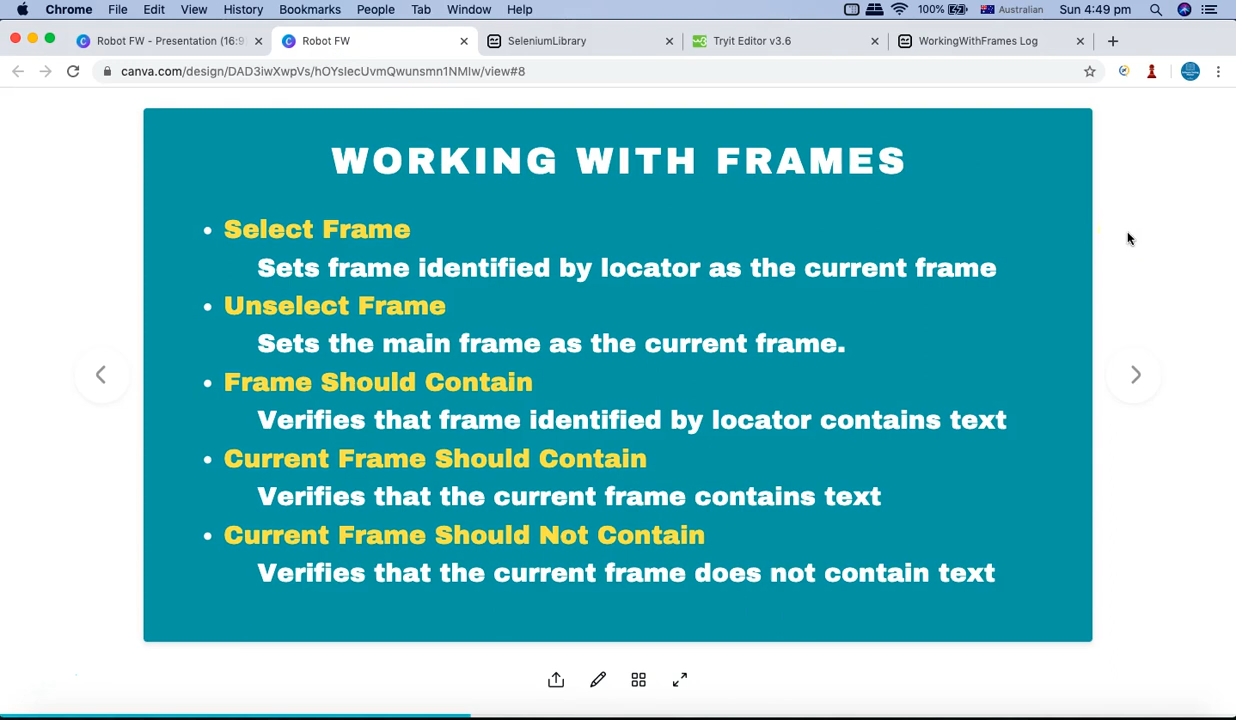 Chrome File Edit View History Bookmarks People Tab Window Help 100% Australian Sun 4:49 pm
Robot FW - Presentation (16:9 Robot FW SeleniumLibrary Tryit Editor v3.6 WorkingWithFrames Log
canva.com/design/DAD3iwXwpVs/hOYsIecUvmQwunsmn1NMIw/view#8
WORKING WITH FRAMES
• Select Frame
Sets frame identified by locator as the current frame
• Unselect Frame
Sets the main frame as the current frame.
• Frame Should Contain
Verifies that frame identified by locator contains text
• Current Frame Should Contain
Verifies that the current frame contains text
• Current Frame Should Not Contain
Verifies that the current frame does not contain text